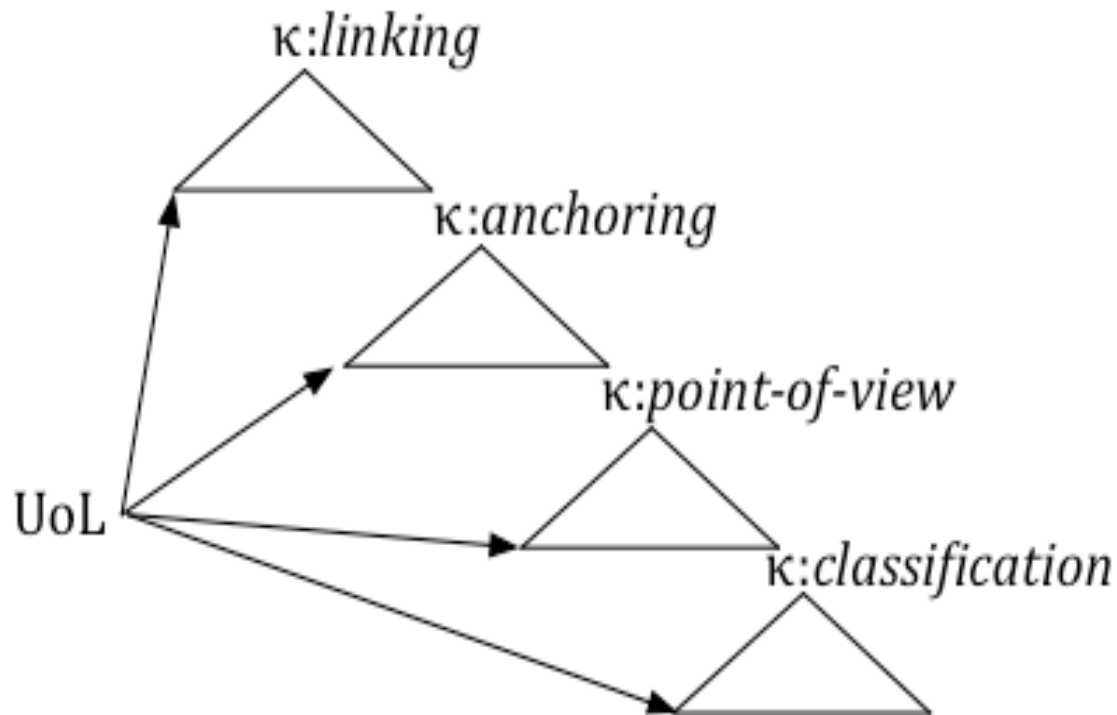 κ:linking
κ:anchoring
κ:point-of-view
UoL
κ:classification